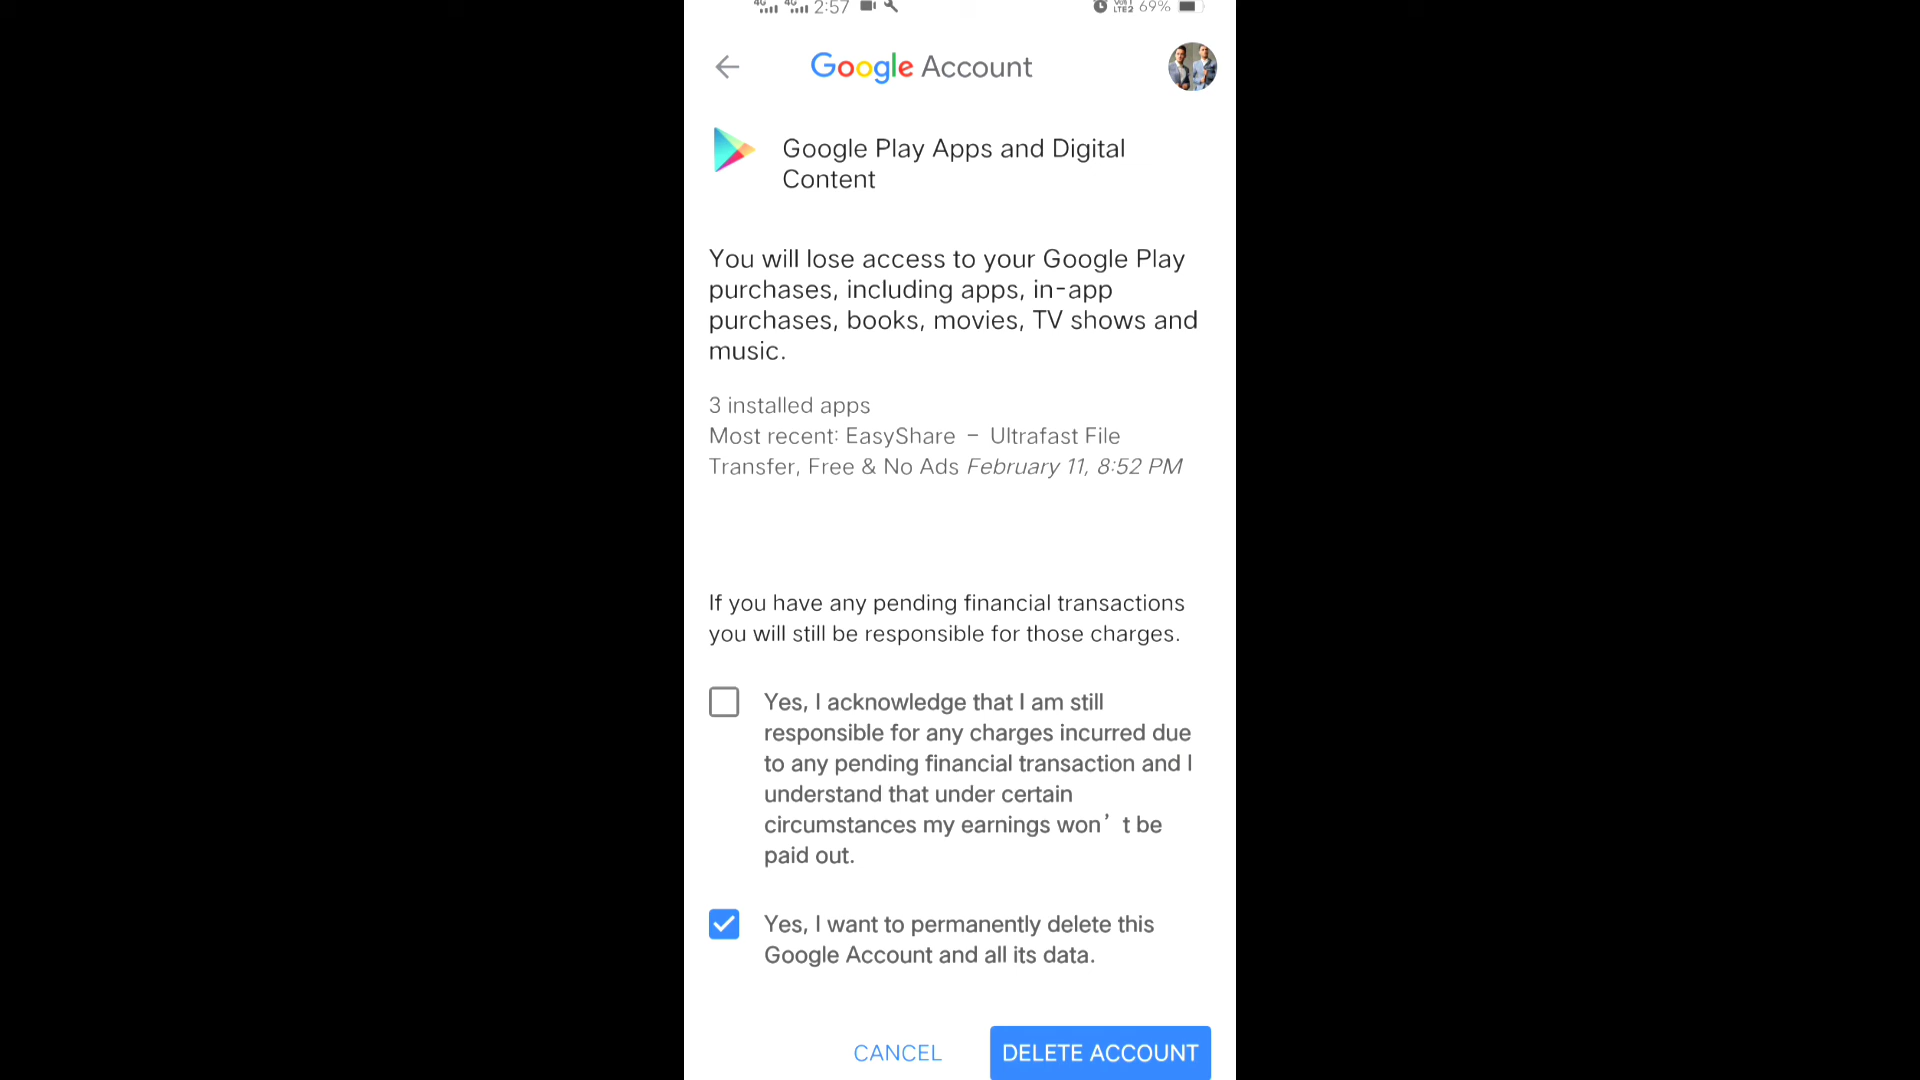 4G 4G 2:57 69%
Google Account
Google Play Apps and Digital
Content
You will lose access to your Google Play
purchases, including apps, in-app
purchases, books, movies, TV shows and
music.
3 installed apps
Most recent: EasyShare – Ultrafast File
Transfer, Free & No Ads February 11, 8:52 PM
If you have any pending financial transactions
you will still be responsible for those charges.
Yes, I acknowledge that I am still
responsible for any charges incurred due
to any pending financial transaction and I
understand that under certain
circumstances my earnings won’t be
paid out.
Yes, I want to permanently delete this
Google Account and all its data.
CANCEL DELETE ACCOUNT